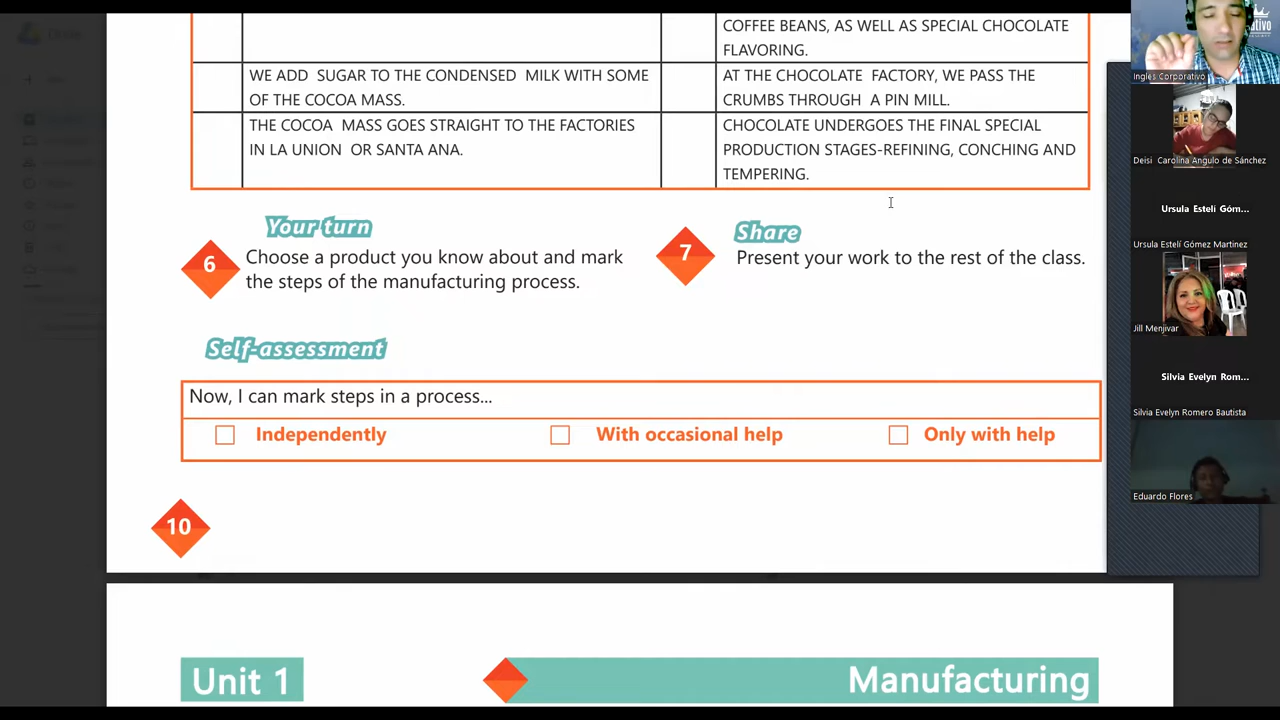 COFFEE BEANS, AS WELL AS SPECIAL CHOCOLATE
FLAVORING.
WE ADD SUGAR TO THE CONDENSED MILK WITH SOME
OF THE COCOA MASS.
AT THE CHOCOLATE FACTORY, WE PASS THE
CRUMBS THROUGH A PIN MILL.
THE COCOA MASS GOES STRAIGHT TO THE FACTORIES
IN LA UNION OR SANTA ANA.
CHOCOLATE UNDERGOES THE FINAL SPECIAL
PRODUCTION STAGES-REFINING, CONCHING AND
TEMPERING.
Your turn
6
Choose a product you know about and mark
the steps of the manufacturing process.
Share
7
Present your work to the rest of the class.
Self-assessment
Now, I can mark steps in a process...
Independently
With occasional help
Only with help
10
Unit 1
Manufacturing
Ingles Corporativo
Deisi Carolina Angulo de Sánchez
Ursula Estelí Góm...
Ursula Estelí Gómez Martinez
Jill Menjivar
Silvia Evelyn Rom...
Silvia Evelyn Romero Bautista
Eduardo Flores